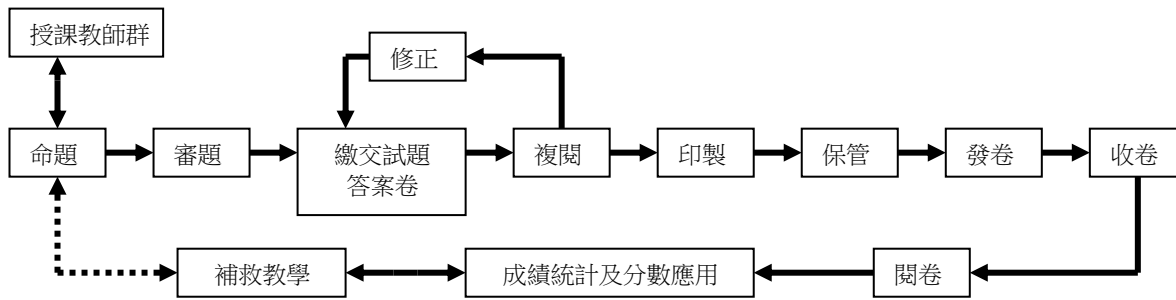 授課教師群
修正
命題
審題
繳交試題
答案卷
複閱
印製
保管
發卷
收卷
補救教學
成績統計及分數應用
閱卷